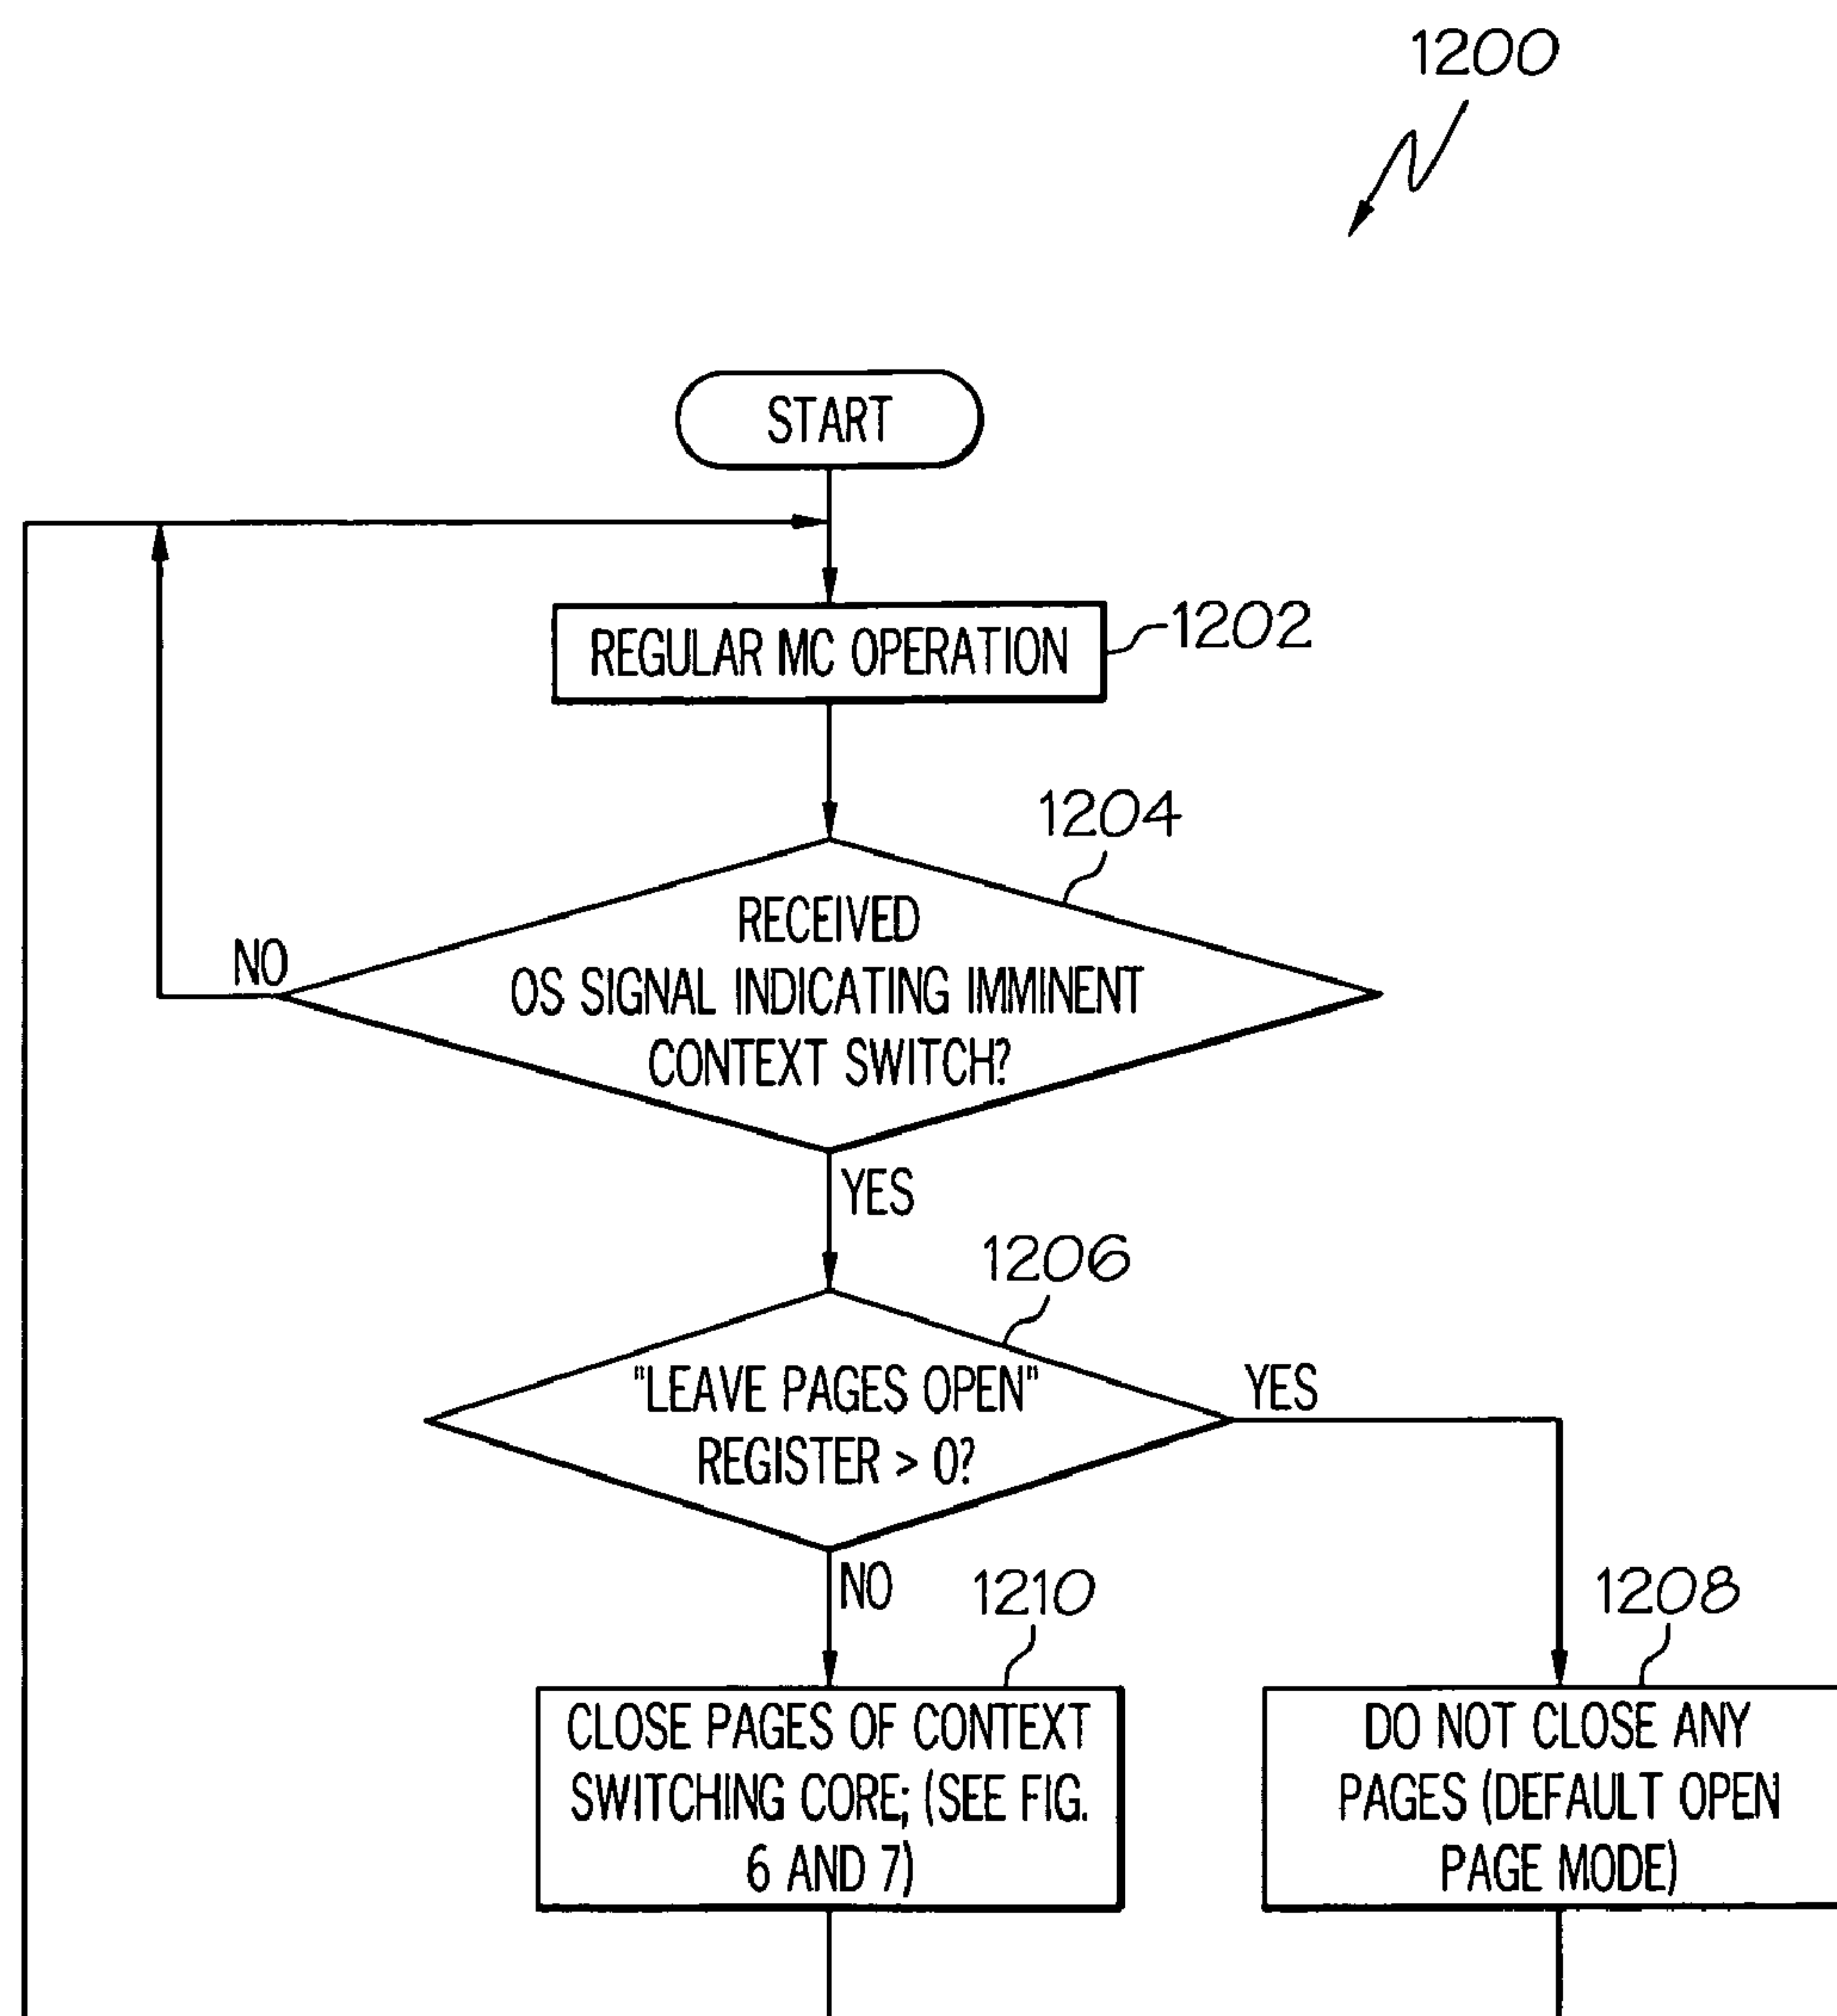 1200
START
REGULAR MC OPERATION
1202
1204
RECEIVED
OS SIGNAL INDICATING IMMINENT
CONTEXT SWITCH?
NO
YES
1206
"LEAVE PAGES OPEN"
REGISTER > 0?
YES
NO
1210
CLOSE PAGES OF CONTEXT
SWITCHING CORE; (SEE FIG.
6 AND 7)
1208
DO NOT CLOSE ANY
PAGES (DEFAULT OPEN
PAGE MODE)